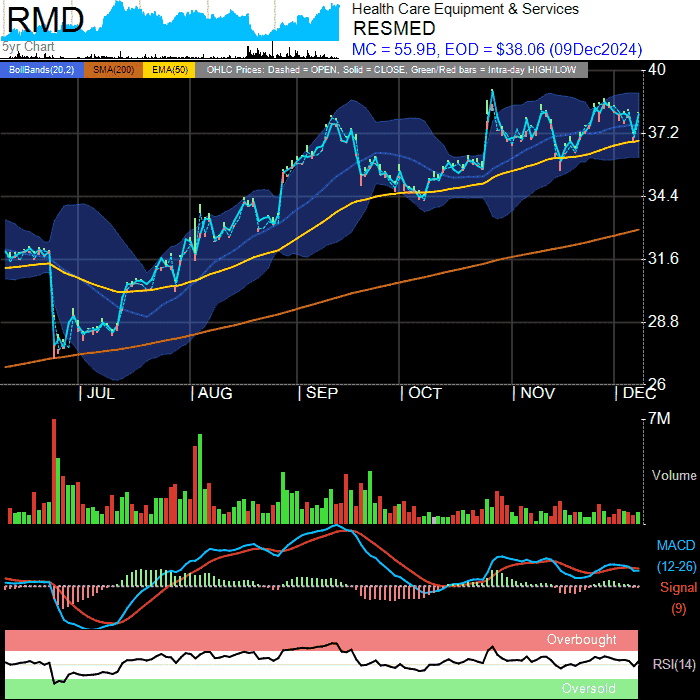 RMD
5yr Chart
Health Care Equipment & Services
RESMED
MC = 55.9B, EOD = $38.06 (09Dec2024)
BollBands(20,2) SMA(200) EMA(50) OHLC Prices: Dashed = OPEN, Solid = CLOSE, Green/Red bars = Intra-day HIGH/LOW
40
37.2
34.4
31.6
28.8
26
| JUL | AUG | SEP | OCT | NOV | DEC
7M
Volume
MACD
(12-26)
Signal
(9)
Overbought
RSI(14)
Oversold